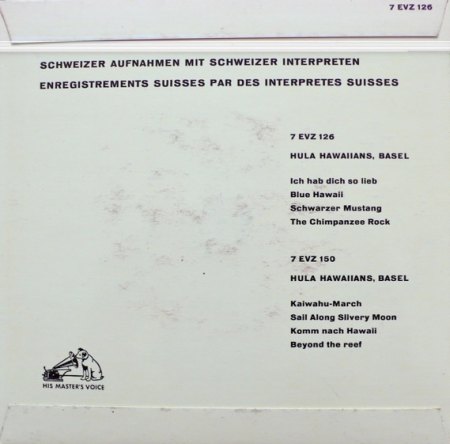 7 EVZ 126
SCHWEIZER AUFNAHMEN MIT SCHWEIZER INTERPRETEN
ENREGISTREMENTS SUISSES PAR DES INTERPRETES SUISSES
7 EVZ 126
HULA HAWAIIANS, BASEL
Ich hab dich so lieb
Blue Hawaii
Schwarzer Mustang
The Chimpanzee Rock
7 EVZ 150
HULA HAWAIIANS, BASEL
Kaiwahu-March
Sail Along Silvery Moon
Komm nach Hawaii
Beyond the reef
HIS MASTER'S VOICE